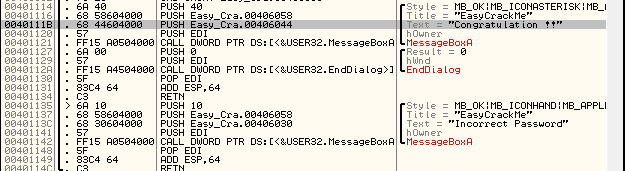 00401114 . 6A 40 PUSH 40 Style = MB_OK|MB_ICONASTERISK|MB_
00401116 . 68 58604000 PUSH Easy_Cra.00406058 Title = "EasyCrackMe"
0040111B . 68 44604000 PUSH Easy_Cra.00406044 Text = "Congratulation !!"
00401120 . 57 PUSH EDI hOwner
00401121 . FF15 A0504000 CALL DWORD PTR DS:[<&USER32.MessageBoxA MessageBoxA
00401127 . 6A 00 PUSH 0 Result = 0
00401129 . 57 PUSH EDI hWnd
0040112A . FF15 A4504000 CALL DWORD PTR DS:[<&USER32.EndDialog>] EndDialog
00401130 . 5F POP EDI
00401131 . 83C4 64 ADD ESP,64
00401134 . C3 RETN
00401135 > 6A 10 PUSH 10 Style = MB_OK|MB_ICONHAND|MB_APPL
00401137 . 68 58604000 PUSH Easy_Cra.00406058 Title = "EasyCrackMe"
0040113C . 68 30604000 PUSH Easy_Cra.00406030 Text = "Incorrect Password"
00401141 . 57 PUSH EDI hOwner
00401142 . FF15 A0504000 CALL DWORD PTR DS:[<&USER32.MessageBoxA MessageBoxA
00401148 . 5F POP EDI
00401149 . 83C4 64 ADD ESP,64
0040114C . C3 RETN